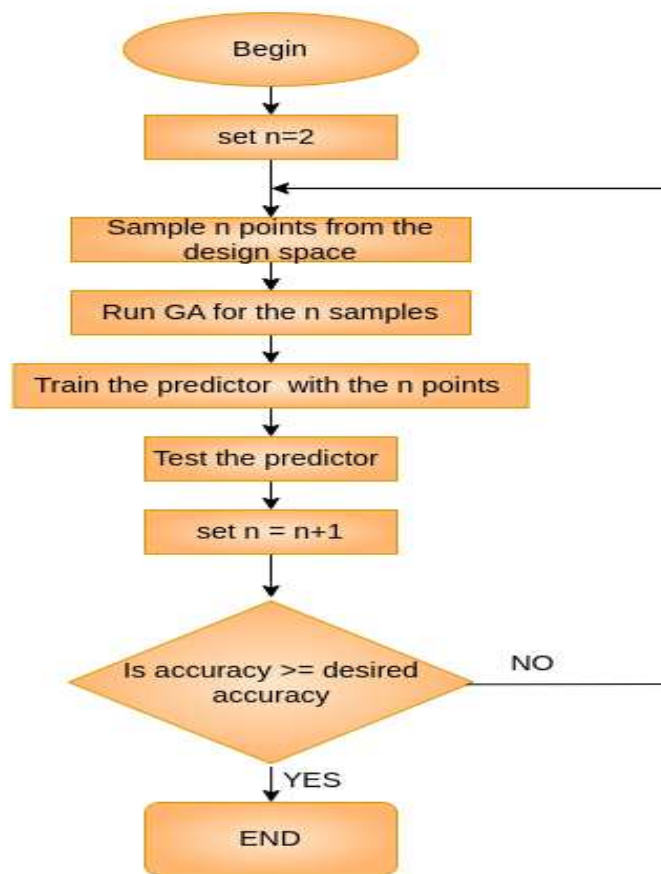 Begin
set n=2
Sample n points from the
design space
Run GA for the n samples
Train the predictor with the n points
Test the predictor
set n = n+1
Is accuracy >= desired
accuracy
NO
YES
END